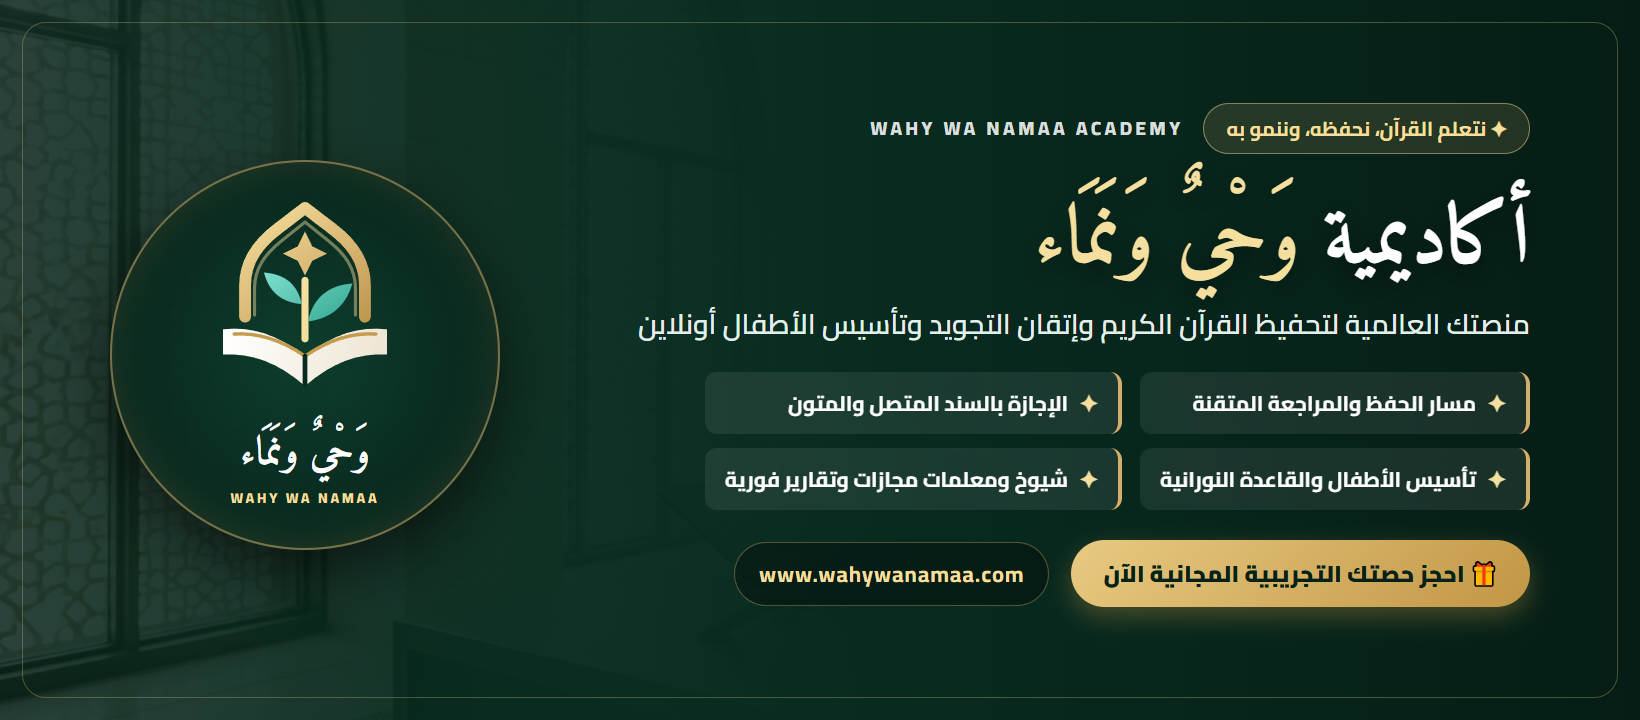 ✦ نتعلم القرآن، نحفظه، وننمو به
WAHY WA NAMAA ACADEMY
أكاديمية وَحْيٌ ونَمَاء
منصتك العالمية لتحفيظ القرآن الكريم وإتقان التجويد وتأسيس الأطفال أونلاين
✦ مسار الحفظ والمراجعة المتقنة
✦ الإجازة بالسند المتصل والمتون
✦ تأسيس الأطفال والقاعدة النورانية
✦ شيوخ ومعلمات مجازات وتقارير فورية
🎁 احجز حصتك التجريبية المجانية الآن
www.wahywanamaa.com
وَحْيٌ وَنَمَاء
WAHY WA NAMAA